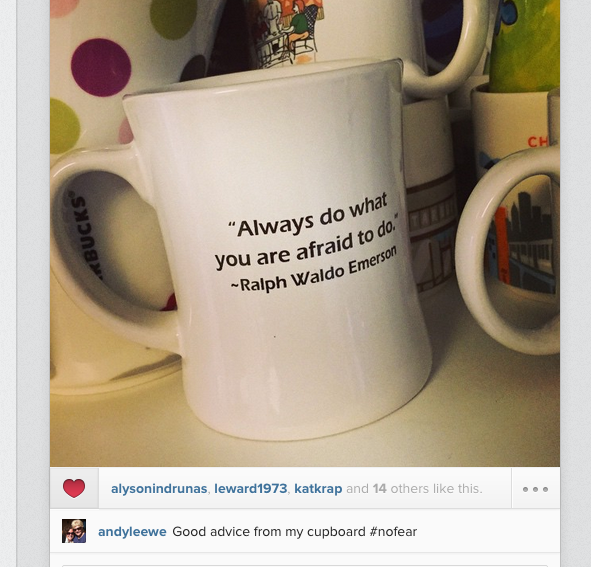 “Always do what
you are afraid to do.”
~Ralph Waldo Emerson
CH
alysonindrunas, leward1973, katkrap and 14 others like this.
andyleewe Good advice from my cupboard #nofear